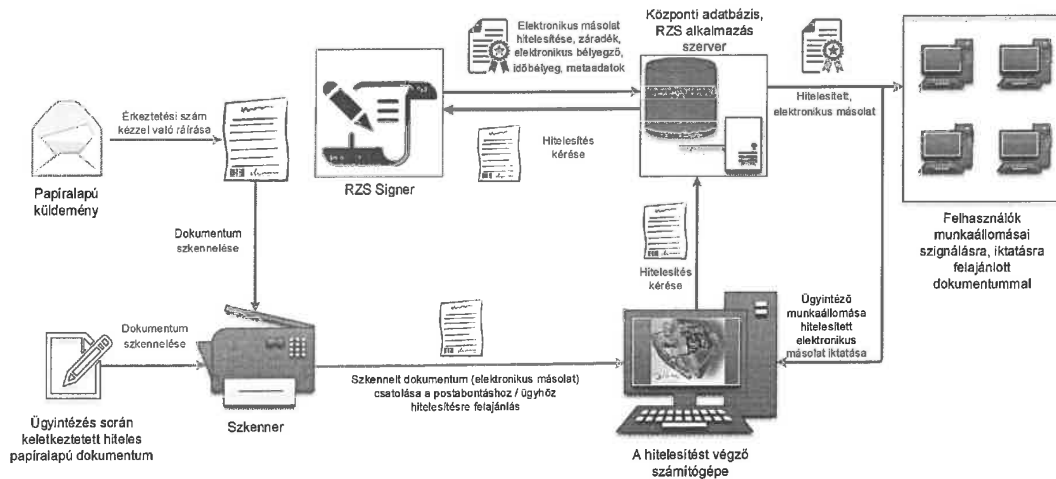 Elektronikus másolat
hitelesítése, záradék,
elektronikus bélyegző,
időbélyeg, metaadatok
Központi adatbázis,
RZS alkalmazás
szerver
Érkeztetési szám
kézzel való ráírása
Papíralapú
küldemény
RZS Signer
Hitelesítés
kérése
Hitelesített,
elektronikus másolat
Felhasználók
munkaállomásai
szignálásra, iktatásra
felajánlott
dokumentummal
Dokumentum
szkennelése
Hitelesítés
kérése
Dokumentum
szkennelése
Ügyintéző
munkaállomása
hitelesített
elektronikus
másolat iktatása
Szkennelt dokumentum (elektronikus másolat)
csatolása a postabontáshoz / ügyhöz
hitelesítésre felajánlás
Ügyintézés során
keletkeztetett hiteles
papíralapú dokumentum
Szkenner
A hitelesítést végző
számítógépe